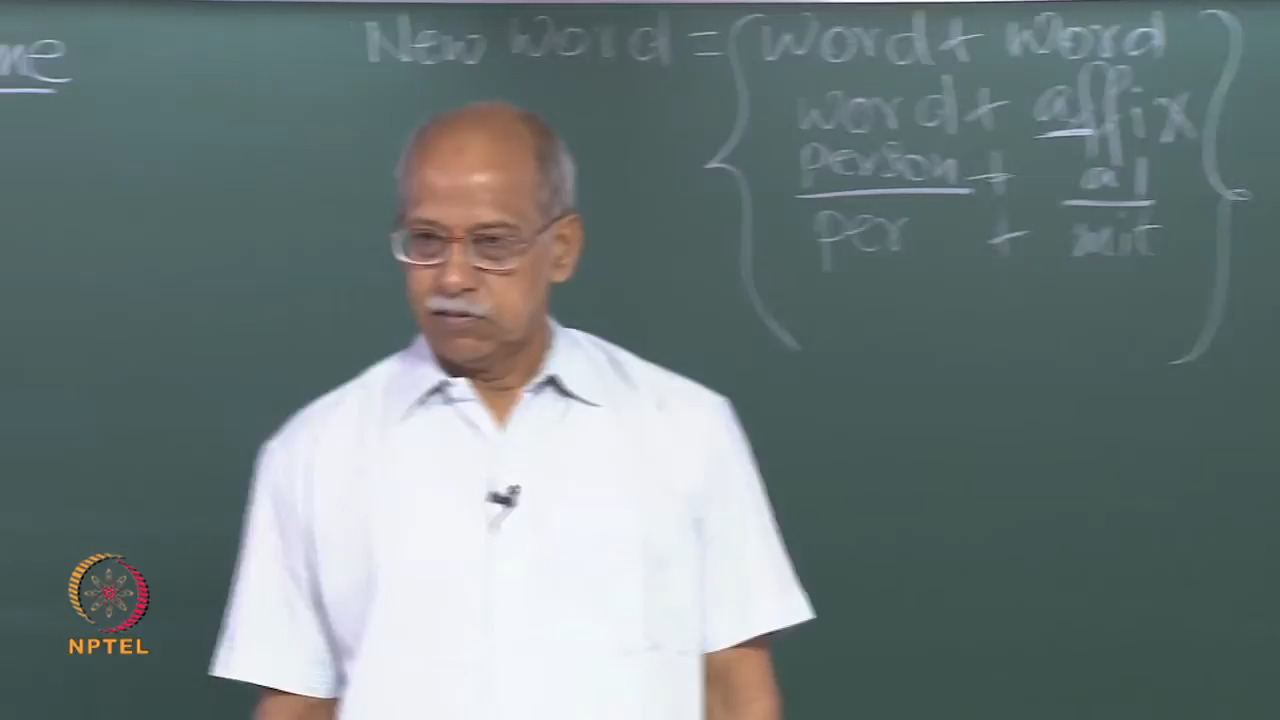 me
New Word = { word + word }
word + affix
person + al
per + mit
NPTEL